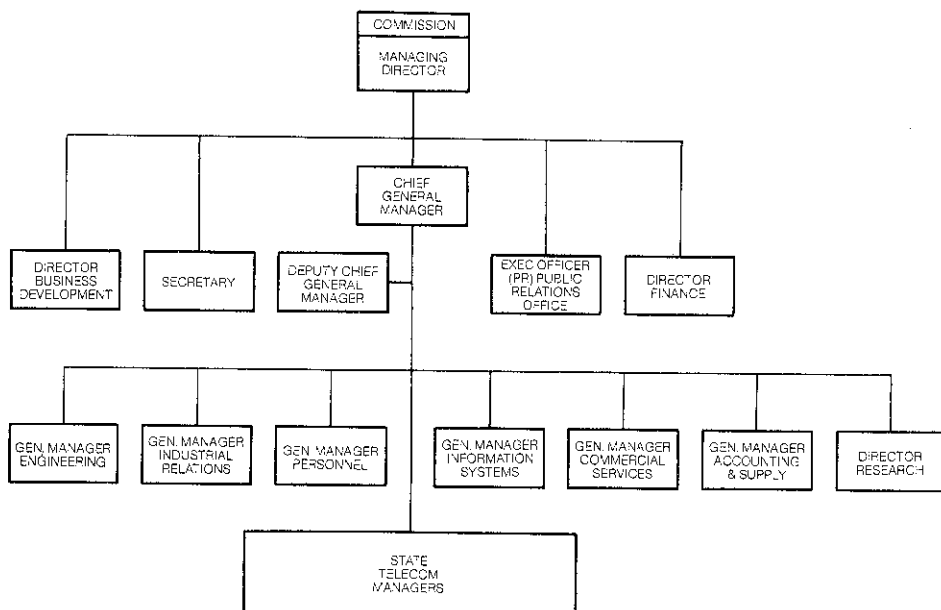 COMMISSION
MANAGING
DIRECTOR
CHIEF
GENERAL
MANAGER
DIRECTOR
BUSINESS
DEVELOPMENT
SECRETARY
DEPUTY CHIEF
GENERAL
MANAGER
EXEC OFFICER
(PR) PUBLIC
RELATIONS
OFFICE
DIRECTOR
FINANCE
GEN. MANAGER
ENGINEERING
GEN. MANAGER
INDUSTRIAL
RELATIONS
GEN. MANAGER
PERSONNEL
GEN. MANAGER
INFORMATION
SYSTEMS
GEN. MANAGER
COMMERCIAL
SERVICES
GEN. MANAGER
ACCOUNTING
& SUPPLY
DIRECTOR
RESEARCH
STATE
TELECOM
MANAGERS